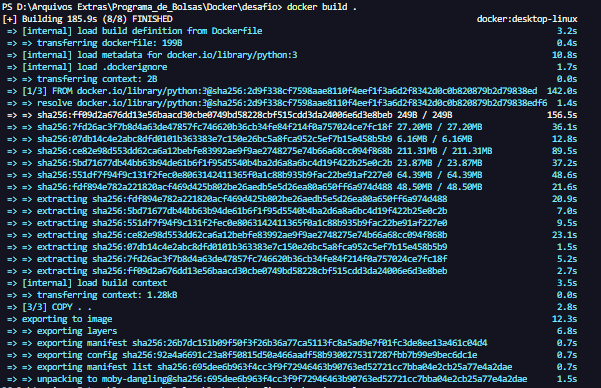 PS D:\Arquivos Extras\Programa_de_Bolsas\Docker\desafio> docker build .
[+] Building 185.9s (8/8) FINISHED docker:desktop-linux
=> [internal] load build definition from Dockerfile 3.2s
=> => transferring dockerfile: 199B 0.4s
=> [internal] load metadata for docker.io/library/python:3 10.8s
=> [internal] load .dockerignore 1.7s
=> => transferring context: 2B 0.0s
=> [1/3] FROM docker.io/library/python:3@sha256:2d9f338cf7598aae8110f4eef1f3a6d2f8342d0c0b820879b2d79838ed 142.0s
=> => resolve docker.io/library/python:3@sha256:2d9f338cf7598aae8110f4eef1f3a6d2f8342d0c0b820879b2d79838edf6 1.4s
=> => sha256:ff09d2a676dd13e56baacd30cbe0749bd58228cbf515cdd3da24006e6d3e8beb 249B / 249B 156.5s
=> => sha256:7fd26ac3f7b8d4a63de47857fc746620b36cb34fe84f214f0a757024ce7fc18f 27.20MB / 27.20MB 36.1s
=> => sha256:07db14c4e2abc8dfd0101b363383e7c150e26bc5a8fca952c5ef7b15e458b5b9 6.16MB / 6.16MB 12.8s
=> => sha256:ce82e98d553dd62ca6a12bebfe83992ae4f9ae2748275e74b66a68cc094f868b 211.31MB / 211.31MB 89.5s
=> => sha256:5bd71677db44bb63b94de61b6f1f95d5540b4ba2d6a8a6bc4d19f422b25e0c2b 23.87MB / 23.87MB 37.2s
=> => sha256:551df7f94f9c131f2fec0e8063142411365f0a1c88b935b9fac22be91af227e0 64.39MB / 64.39MB 48.6s
=> => sha256:fdf894e782a221820acf469d425b802be26aedb5e5d26ea80a650ff6a974d488 48.50MB / 48.50MB 21.6s
=> => extracting sha256:fdf894e782a221820acf469d425b802be26aedb5e5d26ea80a650ff6a974d488 20.9s
=> => extracting sha256:5bd71677db44bb63b94de61b6f1f95d5540b4ba2d6a8a6bc4d19f422b25e0c2b 7.0s
=> => extracting sha256:551df7f94f9c131f2fec0e8063142411365f0a1c88b935b9fac22be91af227e0 9.5s
=> => extracting sha256:ce82e98d553dd62ca6a12bebfe83992ae4f9ae2748275e74b66a68cc094f868b 23.1s
=> => extracting sha256:07db14c4e2abc8dfd0101b363383e7c150e26bc5a8fca952c5ef7b15e458b5b9 1.5s
=> => extracting sha256:7fd26ac3f7b8d4a63de47857fc746620b36cb34fe84f214f0a757024ce7fc18f 5.2s
=> => extracting sha256:ff09d2a676dd13e56baacd30cbe0749bd58228cbf515cdd3da24006e6d3e8beb 2.7s
=> [internal] load build context 3.5s
=> => transferring context: 1.28kB 0.0s
=> [3/3] COPY . . 2.8s
=> exporting to image 12.3s
=> => exporting layers 6.8s
=> => exporting manifest sha256:26b7dc151b09f50f3f26b36a77ca5113fc8a5ad9e7f01fc3de8ee13a461c04d4 0.7s
=> => exporting config sha256:92a4a6691c23a8f50815d50a466aadf58b9300275317287fbb7b99e9bec6dc1e 0.7s
=> => exporting manifest list sha256:695dee6b963f4cc3f9f72946463b90763ed52721cc7bba04e2cb25a77e4a2dae 0.7s
=> => unpacking to moby-dangling@sha256:695dee6b963f4cc3f9f72946463b90763ed52721cc7bba04e2cb25a77e4a2dae 1.5s